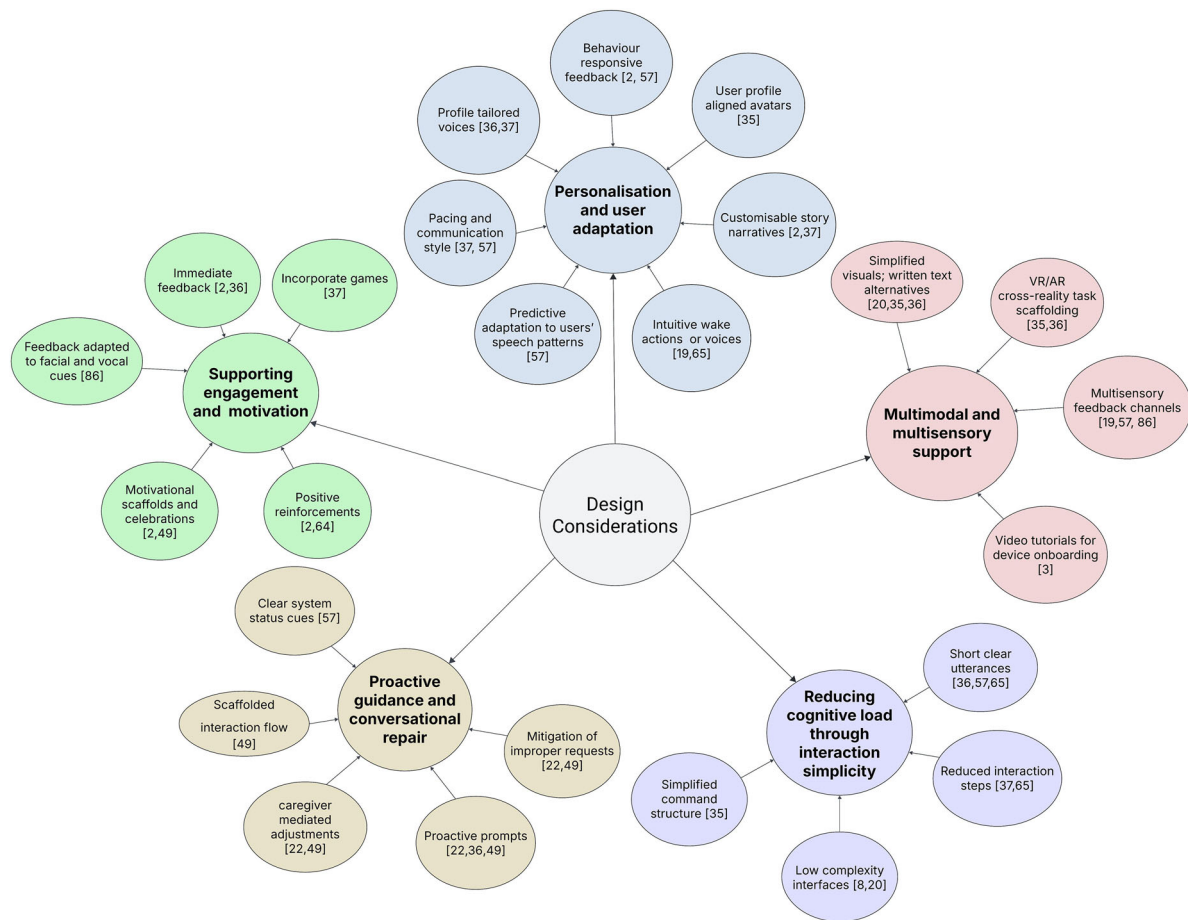 Behaviour
responsive
feedback [2, 57]
User profile
aligned avatars
[35]
Profile tailored
voices [36,37]
Personalisation
and user
adaptation
Pacing and
communication
style [37, 57]
Customisable story
narratives [2,37]
Predictive
adaptation to users’
speech patterns
[57]
Intuitive wake
actions or voices
[19,65]
Immediate
feedback [2,36]
Incorporate games
[37]
Feedback adapted
to facial and vocal
cues [86]
Supporting
engagement
and motivation
Motivational
scaffolds and
celebrations
[2,49]
Positive
reinforcements
[2,64]
Simplified
visuals; written text
alternatives
[20,35,36]
VR/AR
cross-reality task
scaffolding
[35,36]
Multimodal and
multisensory
support
Multisensory
feedback channels
[19,57, 86]
Video tutorials for
device onboarding
[3]
Design
Considerations
Clear system
status cues [57]
Proactive
guidance and
conversational
repair
Scaffolded
interaction flow
[49]
Mitigation of
improper requests
[22,49]
caregiver
mediated
adjustments
[22,49]
Proactive prompts
[22,36,49]
Short clear
utterances
[36,57,65]
Reducing
cognitive load
through
interaction
simplicity
Simplified
command
structure [35]
Reduced interaction
steps [37,65]
Low complexity
interfaces [8,20]